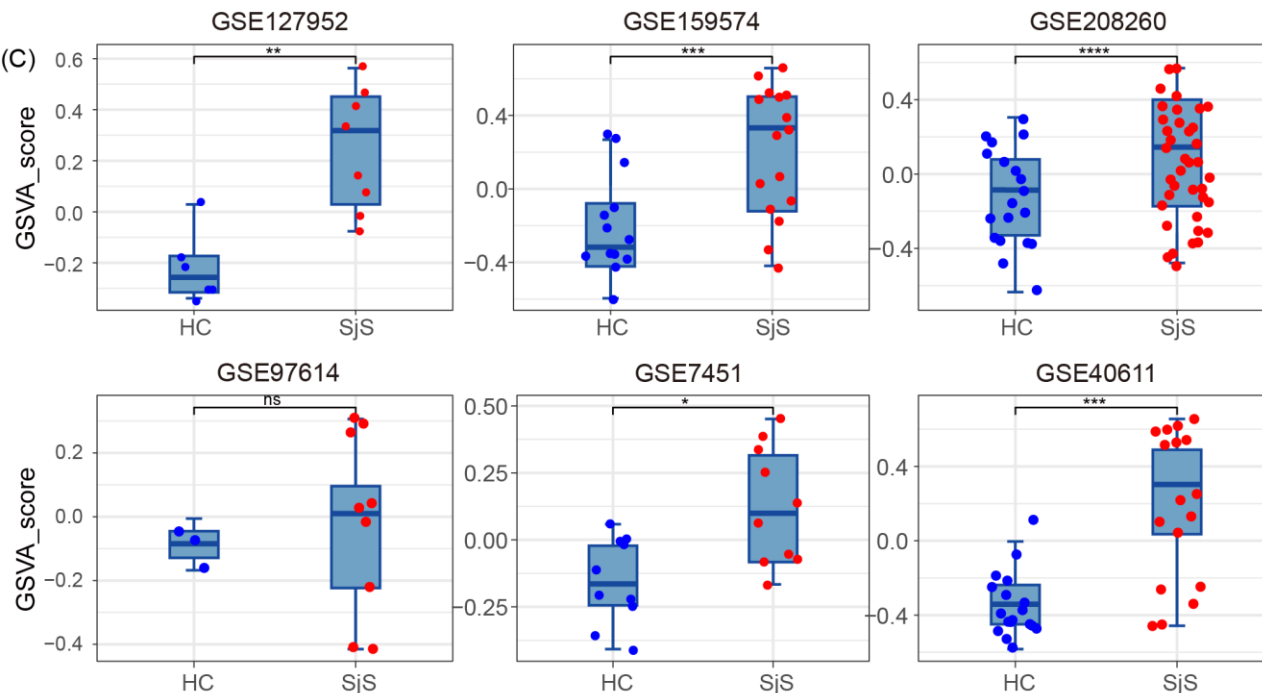 GSE127952 GSE159574 GSE208260
(C)
** *** ****
GSVA_score
0.6
0.4
0.2
0.0
−0.2
0.4
0.0
−0.4
0.4
0.0
−0.4
HC SjS HC SjS HC SjS
GSE97614 GSE7451 GSE40611
ns * ***
GSVA_score
0.2
0.0
−0.2
−0.4
0.50
0.25
0.00
−0.25
0.4
0.0
−0.4
HC SjS HC SjS HC SjS